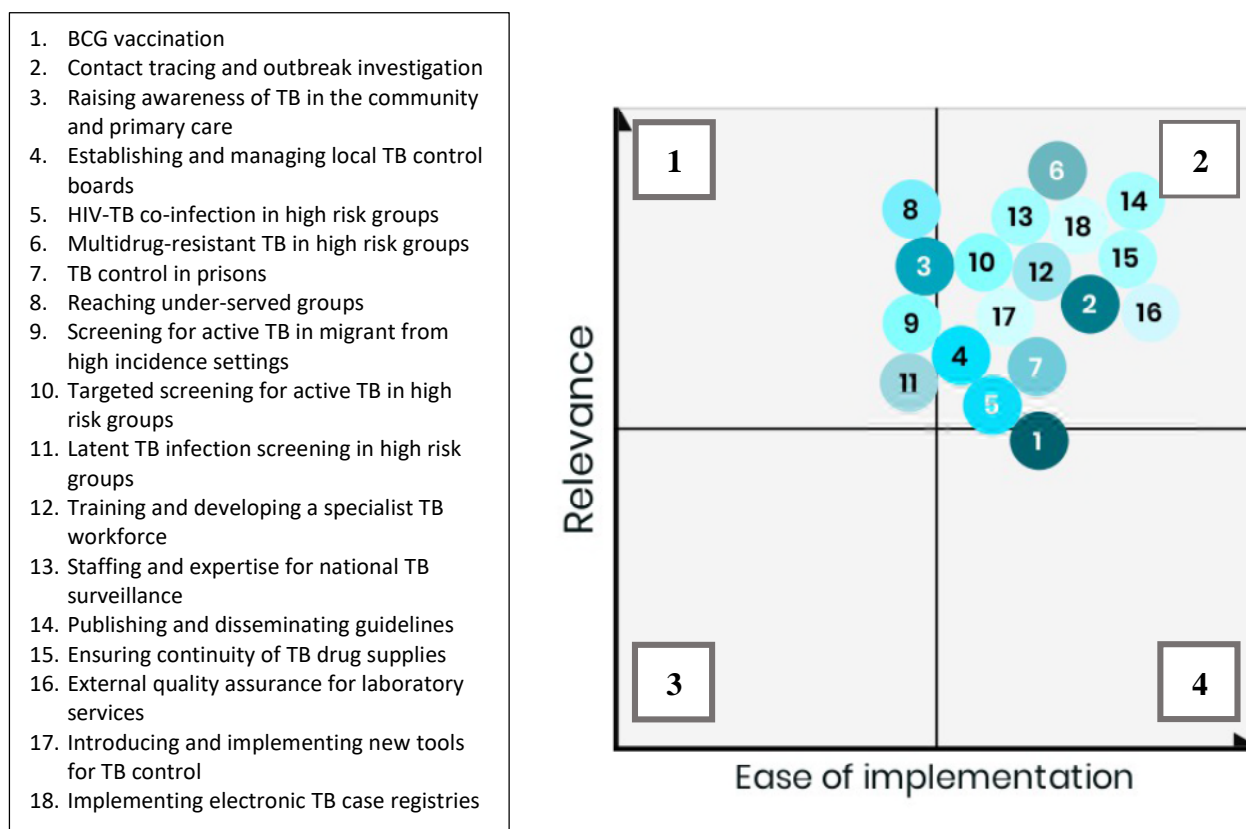 1. BCG vaccination
2. Contact tracing and outbreak investigation
3. Raising awareness of TB in the community
and primary care
4. Establishing and managing local TB control
boards
5. HIV-TB co-infection in high risk groups
6. Multidrug-resistant TB in high risk groups
7. TB control in prisons
8. Reaching under-served groups
9. Screening for active TB in migrant from
high incidence settings
10. Targeted screening for active TB in high
risk groups
11. Latent TB infection screening in high risk
groups
12. Training and developing a specialist TB
workforce
13. Staffing and expertise for national TB
surveillance
14. Publishing and disseminating guidelines
15. Ensuring continuity of TB drug supplies
16. External quality assurance for laboratory
services
17. Introducing and implementing new tools
for TB control
18. Implementing electronic TB case registries
Relevance
1
2
6
14
8
13
18
3
10
12
15
2
16
9
17
4
7
11
5
1
3
4
Ease of implementation